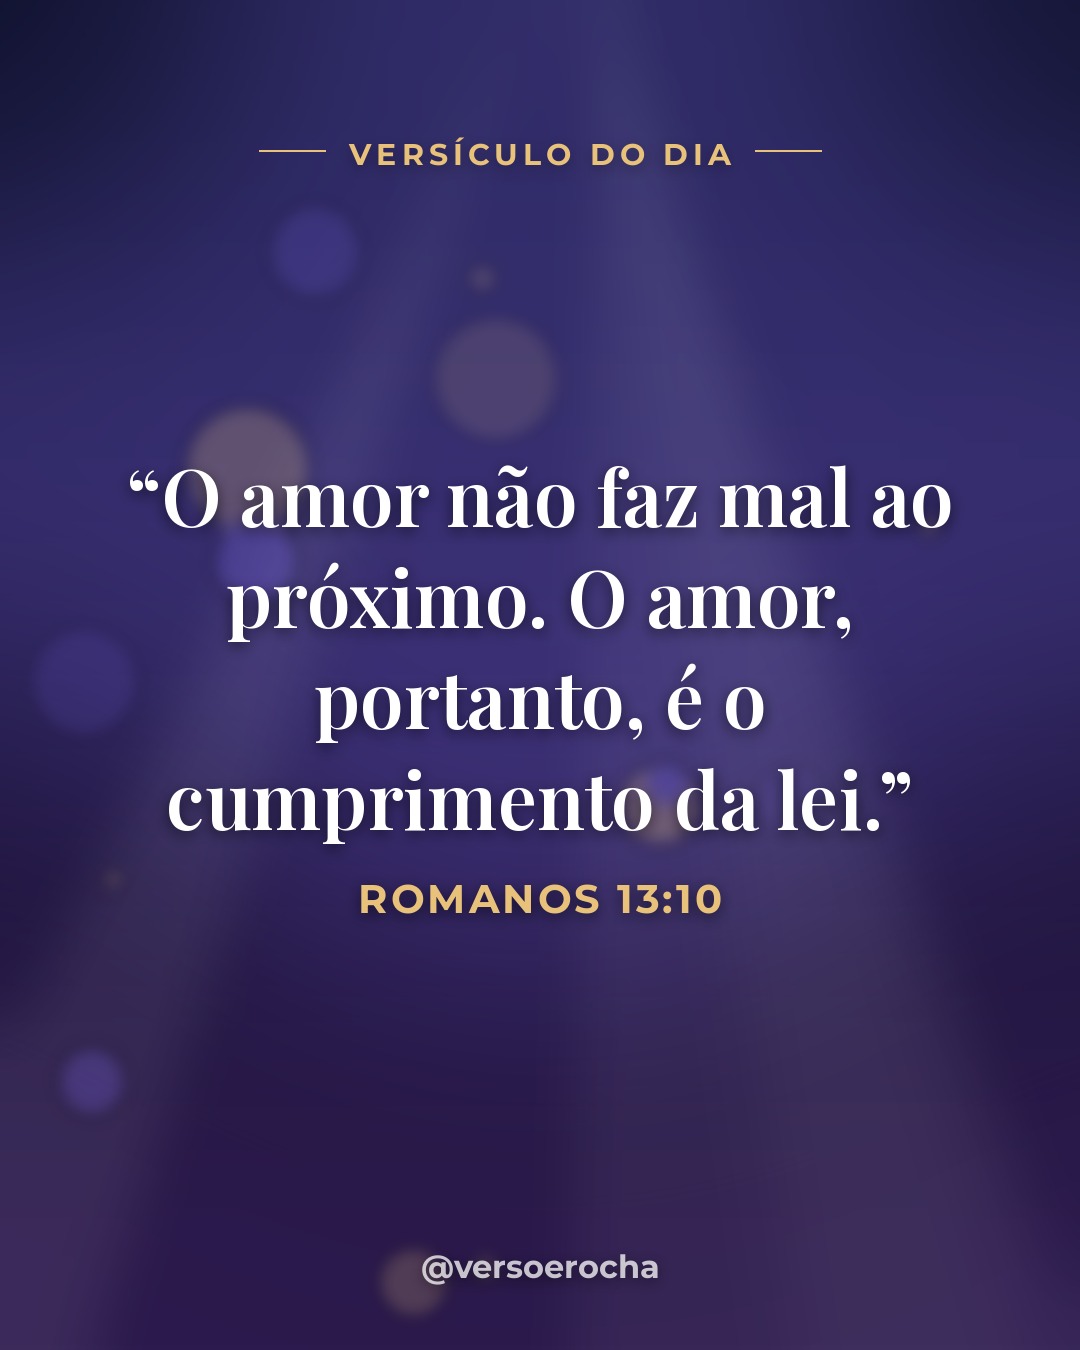 VERSÍCULO DO DIA
“O amor não faz mal ao
próximo. O amor,
portanto, é o
cumprimento da lei.”
ROMANOS 13:10
@versoerocha